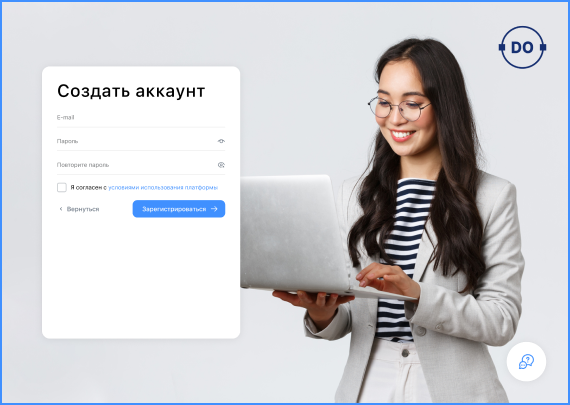 DO
Создать аккаунт
E-mail
Пароль
Повторите пароль
Я согласен с условиями использования платформы
Вернуться
Зарегистрироваться
?